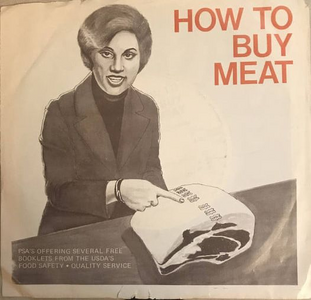 HOW TO
BUY
MEAT
PSA'S OFFERING SEVERAL FREE
BOOKLETS FROM THE USDA'S
FOOD SAFETY • QUALITY SERVICE